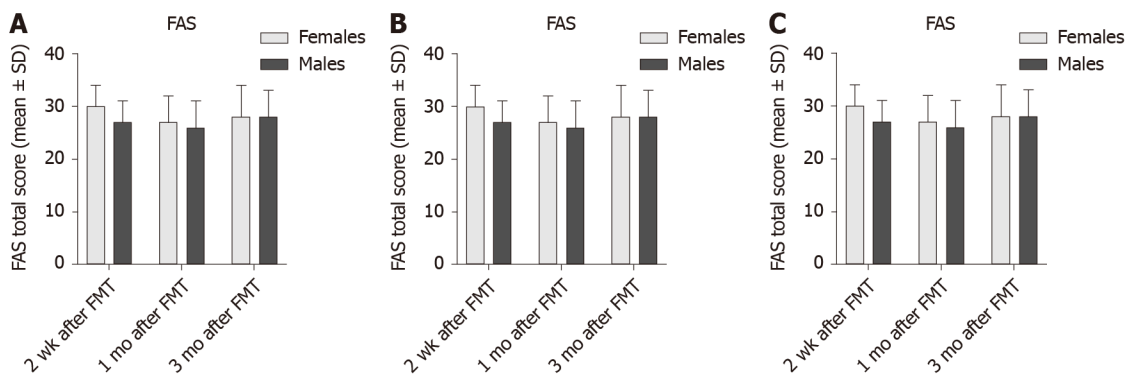 A
FAS
Females
Males
FAS total score (mean ± SD)
40
30
20
10
0
2 wk after FMT
1 mo after FMT
3 mo after FMT
B
FAS
Females
Males
FAS total score (mean ± SD)
40
30
20
10
0
2 wk after FMT
1 mo after FMT
3 mo after FMT
C
FAS
Females
Males
FAS total score (mean ± SD)
40
30
20
10
0
2 wk after FMT
1 mo after FMT
3 mo after FMT